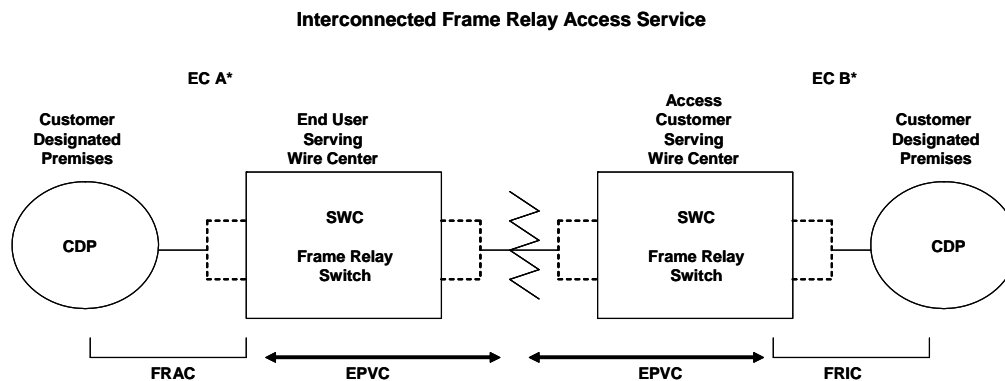 Interconnected Frame Relay Access Service
EC A*
EC B*
Customer
Designated
Premises
End User
Serving
Wire Center
Access
Customer
Serving
Wire Center
Customer
Designated
Premises
CDP
SWC
Frame Relay
Switch
SWC
Frame Relay
Switch
CDP
FRAC
EPVC
EPVC
FRIC